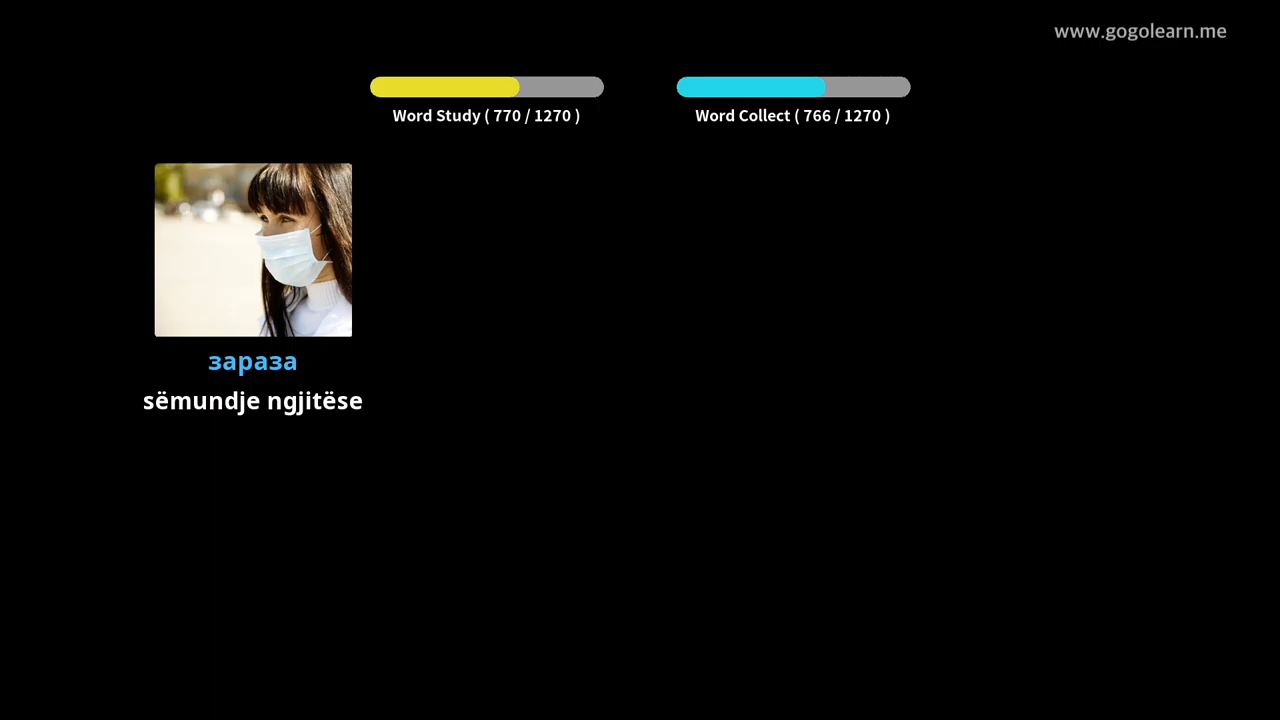 www.gogolearn.me
Word Study ( 770 / 1270 )
Word Collect ( 766 / 1270 )
зараза
sëmundje ngjitëse